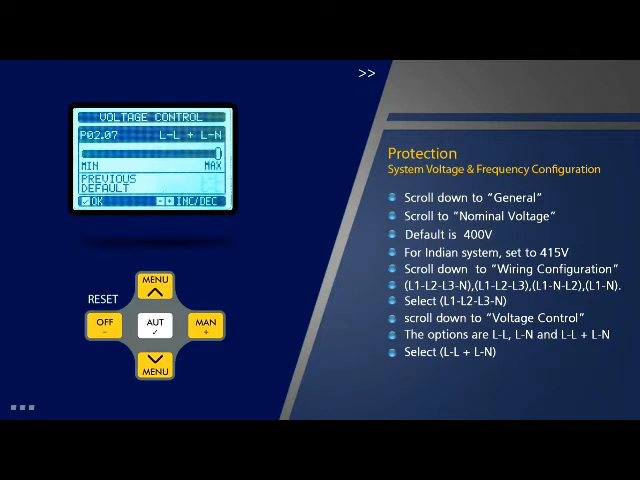 >>
VOLTAGE CONTROL
P02.07 L-L + L-N
MIN MAX
PREVIOUS
DEFAULT
OK INC/DEC
MENU
RESET
OFF
−
AUT
✓
MAN
+
MENU
Protection
System Voltage & Frequency Configuration
Scroll down to "General"
Scroll to "Nominal Voltage"
Default is 400V
For Indian system, set to 415V
Scroll down to "Wiring Configuration"
(L1-L2-L3-N),(L1-L2-L3),(L1-N-L2),(L1-N).
Select (L1-L2-L3-N)
scroll down to "Voltage Control"
The options are L-L, L-N and L-L + L-N
Select (L-L + L-N)